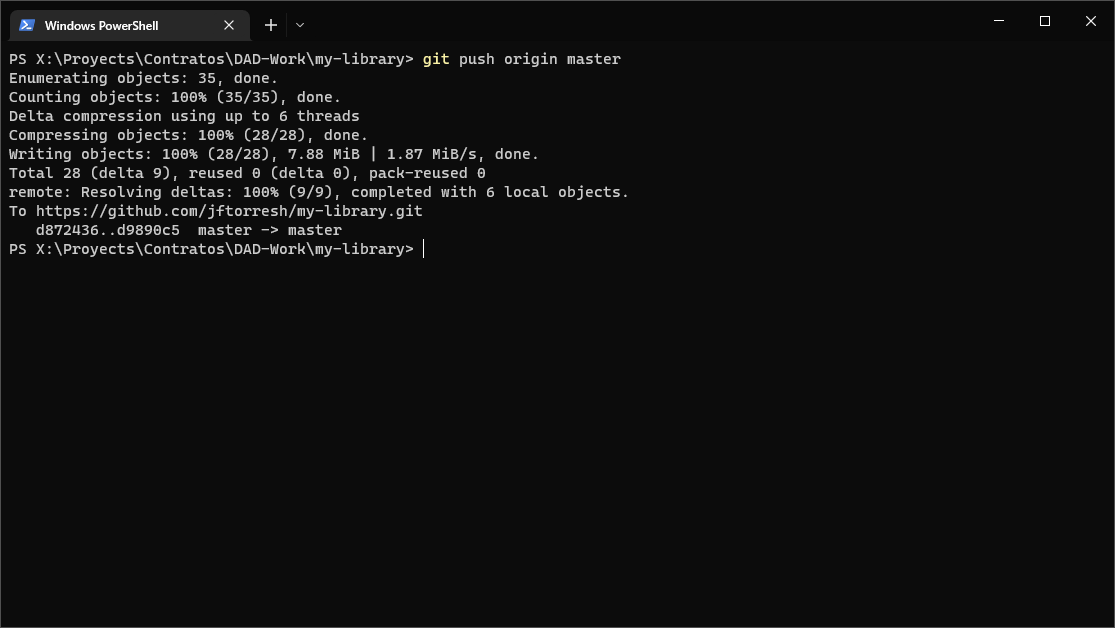 Windows PowerShell
PS X:\Proyects\Contratos\DAD-Work\my-library> git push origin master
Enumerating objects: 35, done.
Counting objects: 100% (35/35), done.
Delta compression using up to 6 threads
Compressing objects: 100% (28/28), done.
Writing objects: 100% (28/28), 7.88 MiB | 1.87 MiB/s, done.
Total 28 (delta 9), reused 0 (delta 0), pack-reused 0
remote: Resolving deltas: 100% (9/9), completed with 6 local objects.
To https://github.com/jftorresh/my-library.git
   d872436..d9890c5  master -> master
PS X:\Proyects\Contratos\DAD-Work\my-library>